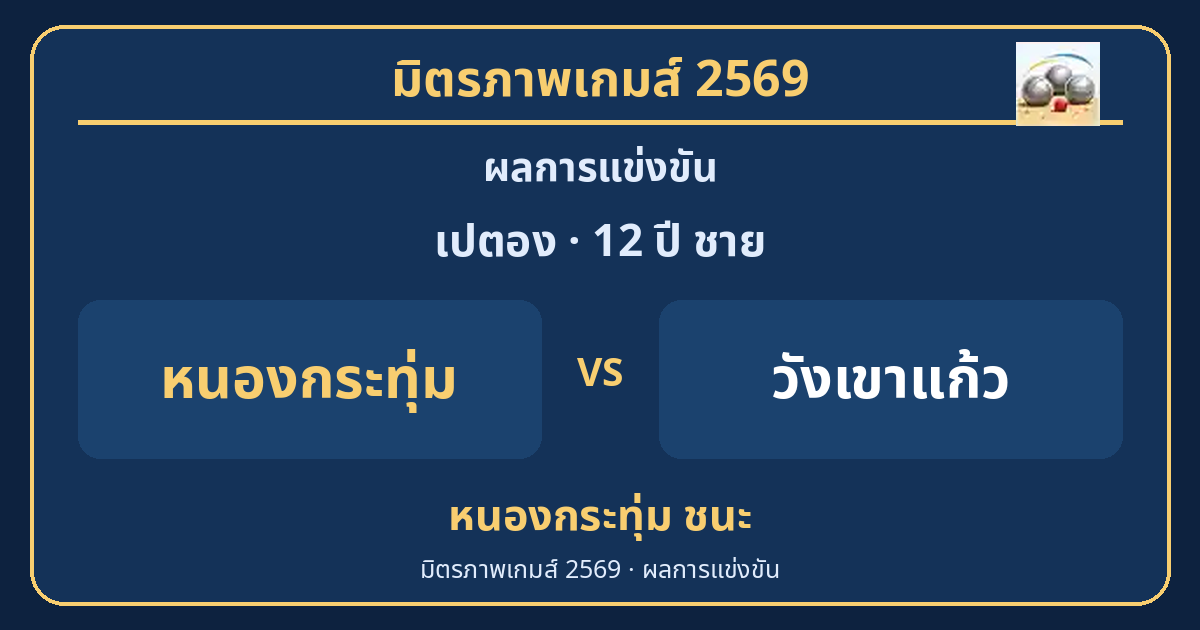 มิตรภาพเกมส์ 2569
ผลการแข่งขัน
เปตอง · 12 ปี ชาย
หนองกระทุ่ม
VS
วังเขาแก้ว
หนองกระทุ่ม ชนะ
มิตรภาพเกมส์ 2569 · ผลการแข่งขัน